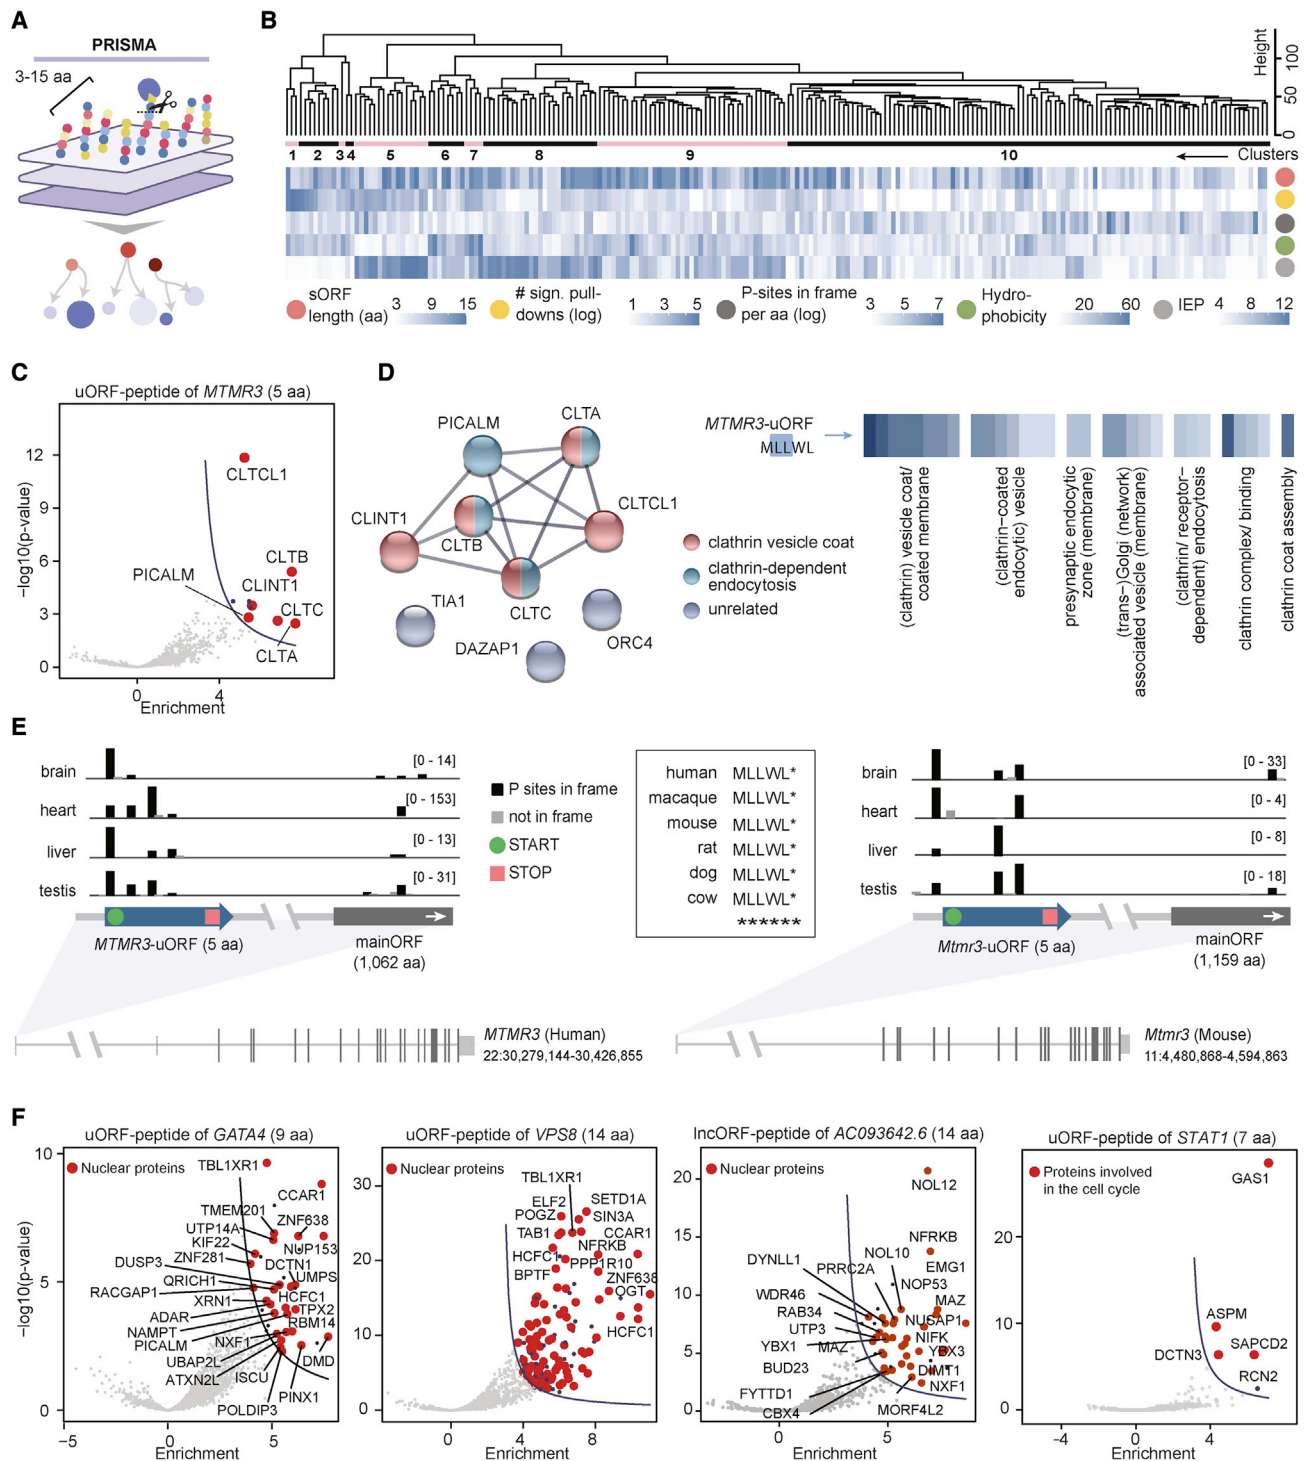 A
PRISMA
3-15 aa
B
Height
0 50 100
1 2 3 4 5 6 7 8 9 10
Clusters
sORF length (aa)
3 9 15
# sign. pull-downs (log)
1 3 5
P-sites in frame per aa (log)
3 5 7
Hydro-phobicity
20 60
IEP
4 8 12
C
uORF-peptide of MTMR3 (5 aa)
−log10(p-value)
12
9
6
3
0
CLTCL1
CLTB
PICALM
CLINT1
CLTC
CLTA
0 4
Enrichment
D
PICALM
CLTA
CLINT1
CLTB
CLTCL1
CLTC
TIA1
DAZAP1
ORC4
clathrin vesicle coat
clathrin-dependent
endocytosis
unrelated
MTMR3-uORF
MLLWL
(clathrin) vesicle coat/
coated membrane
(clathrin−coated
endocytic) vesicle
presynaptic endocytic
zone (membrane)
(trans−)Golgi (network)
associated vesicle (membrane)
(clathrin/ receptor−
dependent) endocytosis
clathrin complex/ binding
clathrin coat assembly
E
brain [0 - 14]
heart [0 - 153]
liver [0 - 13]
testis [0 - 31]
MTMR3-uORF (5 aa)
mainORF
(1,062 aa)
MTMR3 (Human)
22:30,279,144-30,426,855
P sites in frame
not in frame
START
STOP
human MLLWL*
macaque MLLWL*
mouse MLLWL*
rat MLLWL*
dog MLLWL*
cow MLLWL*
******
brain [0 - 33]
heart [0 - 4]
liver [0 - 8]
testis [0 - 18]
Mtmr3-uORF (5 aa)
mainORF
(1,159 aa)
Mtmr3 (Mouse)
11:4,480,868-4,594,863
F
uORF-peptide of GATA4 (9 aa)
−log10(p-value)
10
5
0
Nuclear proteins
TBL1XR1
CCAR1
TMEM201
ZNF638
UTP14A
KIF22
NUP153
ZNF281
DCTN1
DUSP3
UMPS
QRICH1
RACGAP1
HCFC1
XRN1
TPX2
ADAR
RBM14
NAMPT
NXF1
PICALM
UBAP2L
DMD
ATXN2L
ISCU
PINX1
POLDIP3
−5 0 5
Enrichment
uORF-peptide of VPS8 (14 aa)
30
20
10
0
Nuclear proteins
TBL1XR1
ELF2
SETD1A
POGZ
SIN3A
TAB1
CCAR1
NFRKB
HCFC1
PPP1R10
BPTF
ZNF638
OGT
HCFC1
0 4 8
Enrichment
lncORF-peptide of AC093642.6 (14 aa)
20
15
10
5
0
Nuclear proteins
NOL12
NFRKB
DYNLL1
NOL10
EMG1
PRRC2A
NOP53
WDR46
MAZ
RAB34
NUSAP1
UTP3
NIFK
YBX1
MAZ
YBX3
BUD23
DIMT1
FYTTD1
NXF1
CBX4
MORF4L2
0 5
Enrichment
uORF-peptide of STAT1 (7 aa)
20
10
0
Proteins involved
in the cell cycle
GAS1
ASPM
SAPCD2
DCTN3
RCN2
−4 0 4
Enrichment